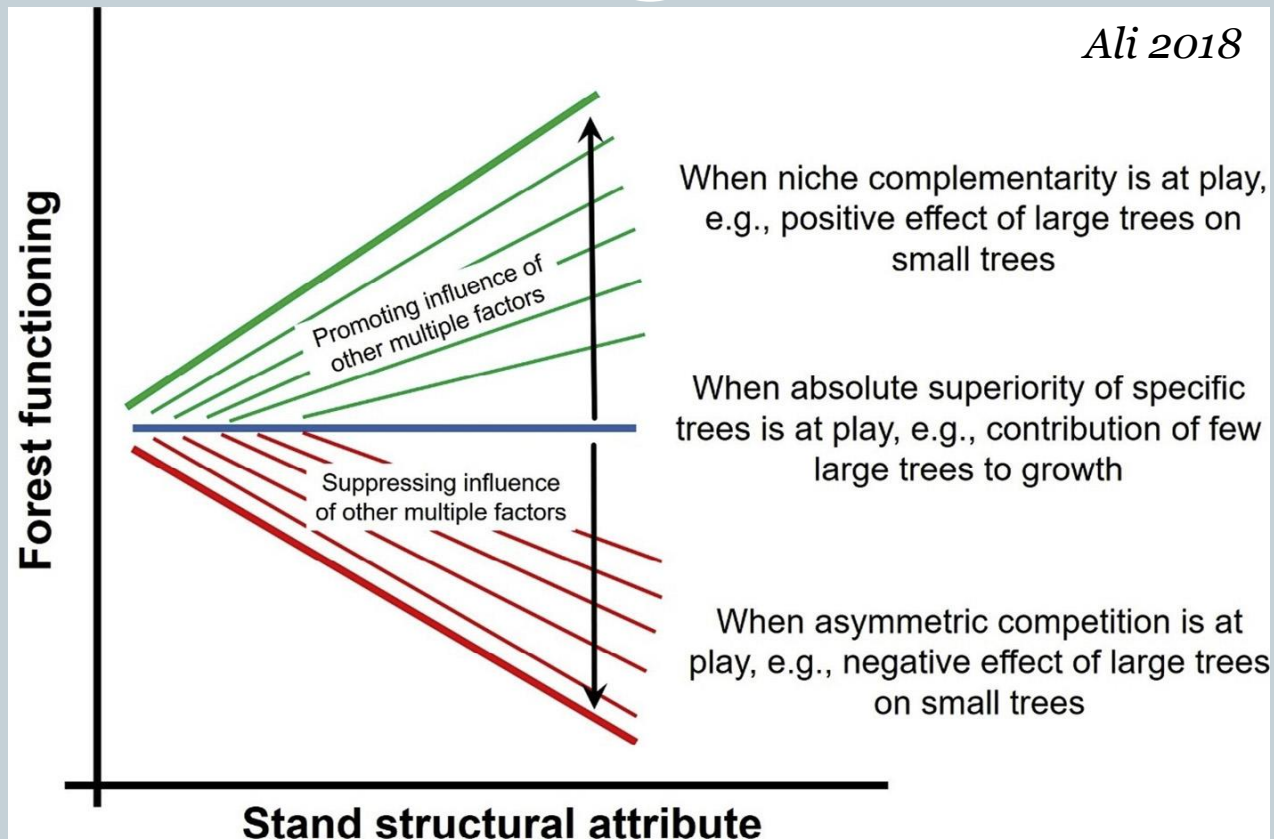 Ali 2018
Forest functioning
When niche complementarity is at play,
e.g., positive effect of large trees on
small trees
Promoting influence of
other multiple factors
When absolute superiority of specific
trees is at play, e.g., contribution of few
large trees to growth
Suppressing influence
of other multiple factors
When asymmetric competition is at
play, e.g., negative effect of large trees
on small trees
Stand structural attribute